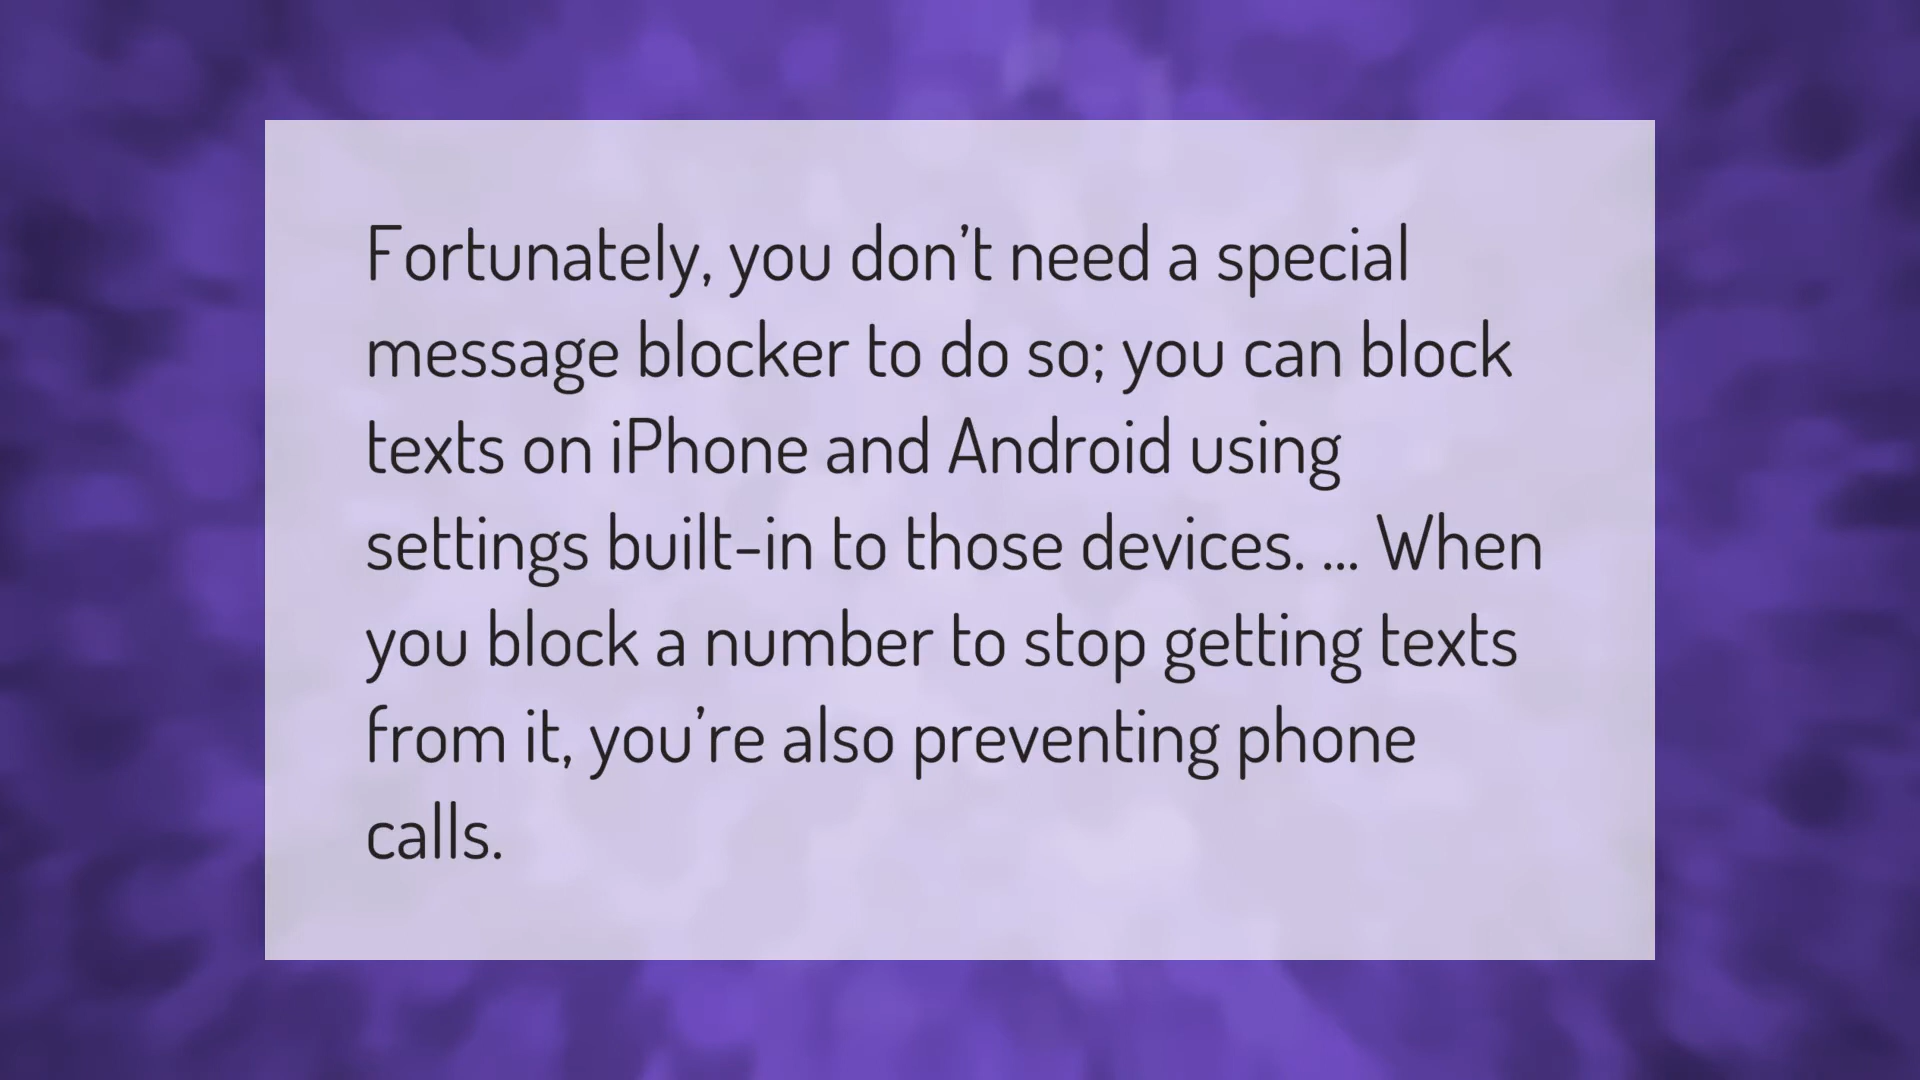 Fortunately, you don’t need a special
message blocker to do so; you can block
texts on iPhone and Android using
settings built-in to those devices. ... When
you block a number to stop getting texts
from it, you’re also preventing phone
calls.